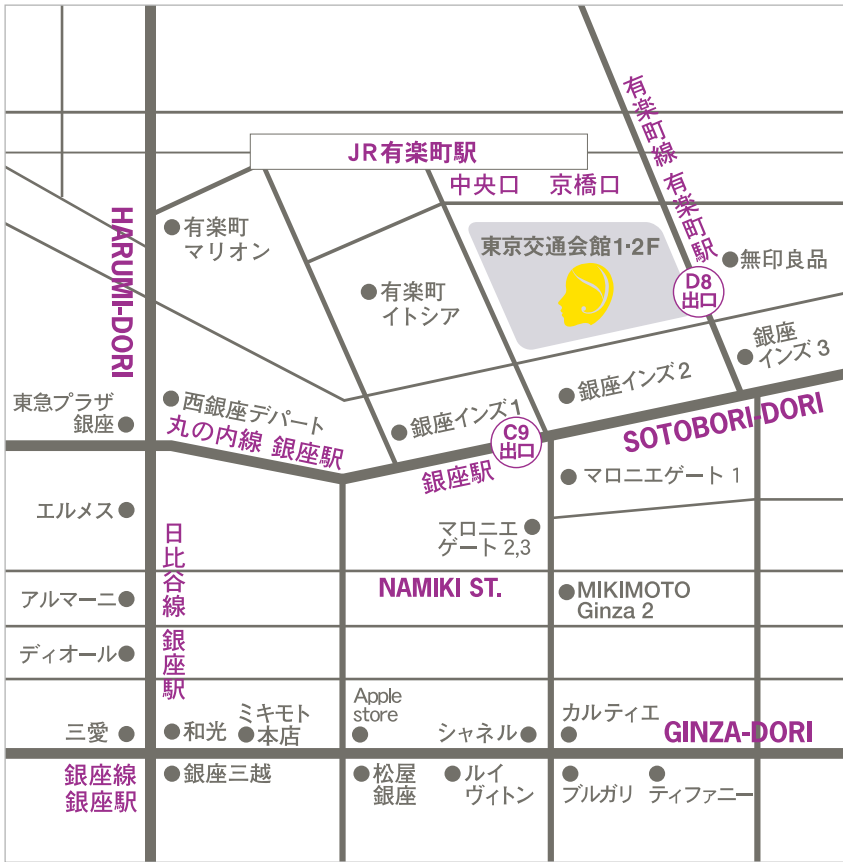 JR有楽町駅
中央口
京橋口
有楽町線 有楽町駅
HARUMI-DORI
有楽町
マリオン
東京交通会館1・2F
無印良品
D8
出口
有楽町
イトシア
銀座
インズ 3
銀座インズ 2
西銀座デパート
東急プラザ
銀座
銀座インズ 1
丸の内線 銀座駅
C9
出口
SOTOBORI-DORI
銀座駅
マロニエゲート 1
エルメス
マロニエ
ゲート 2,3
日比谷線 銀座駅
NAMIKI ST.
アルマーニ
MIKIMOTO
Ginza 2
ディオール
三愛
和光
ミキモト
本店
Apple
store
シャネル
カルティエ
GINZA-DORI
銀座線
銀座駅
銀座三越
松屋
銀座
ルイ
ヴィトン
ブルガリ
ティファニー